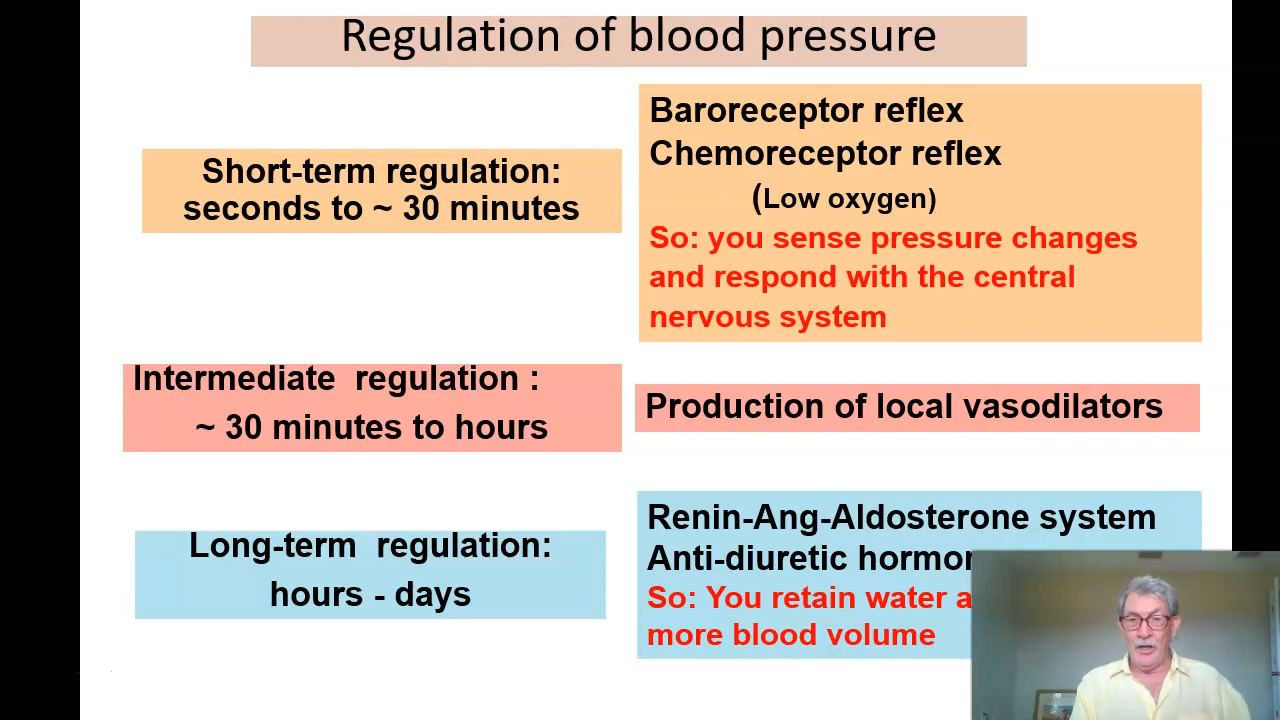 Regulation of blood pressure
Short-term regulation:
seconds to ~ 30 minutes
Baroreceptor reflex
Chemoreceptor reflex
(Low oxygen)
So: you sense pressure changes
and respond with the central
nervous system
Intermediate regulation :
~ 30 minutes to hours
Production of local vasodilators
Long-term regulation:
hours - days
Renin-Ang-Aldosterone system
Anti-diuretic
So: You retain water
more blood volume